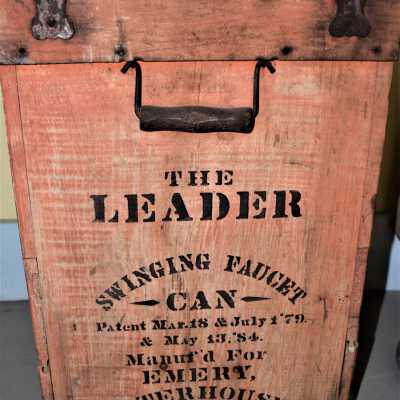 THE
LEADER
SWINGING FAUCET
CAN
Patent Mar.18 & July 1 '79.
& May 13, '84.
Manuf'd For
EMERY,